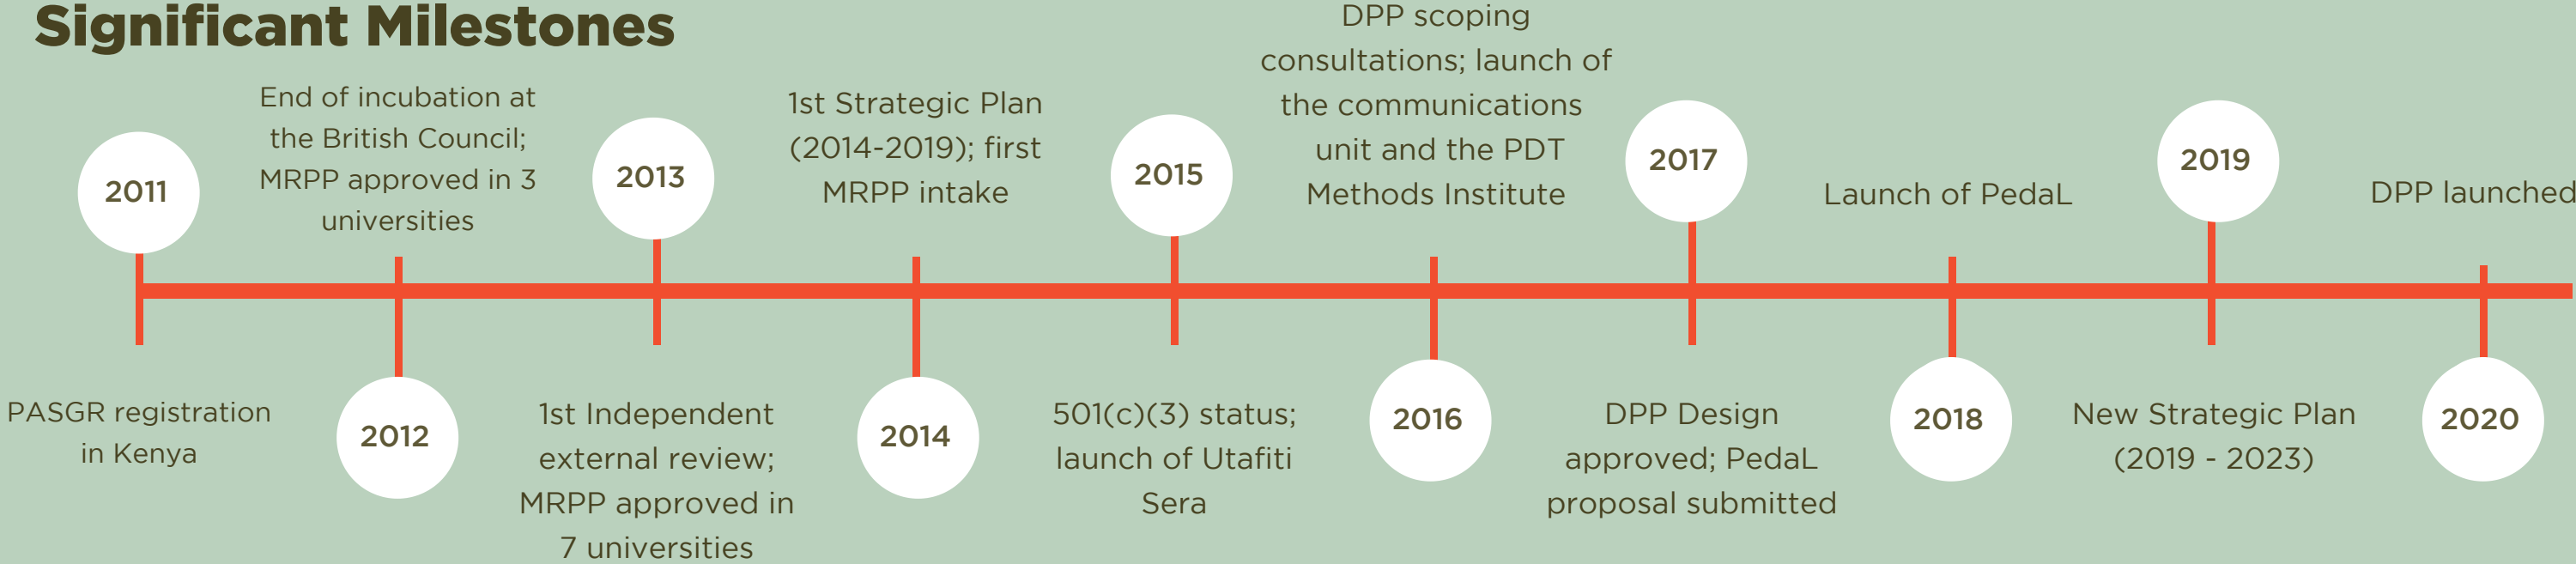 Significant Milestones
2011
PASGR registration
in Kenya
End of incubation at
the British Council;
MRPP approved in 3
universities
2012
2013
1st Independent
external review;
MRPP approved in
7 universities
1st Strategic Plan
(2014-2019); first
MRPP intake
2014
2015
501(c)(3) status;
launch of Utafiti
Sera
DPP scoping
consultations; launch of
the communications
unit and the PDT
Methods Institute
2016
2017
DPP Design
approved; PedaL
proposal submitted
Launch of PedaL
2018
2019
New Strategic Plan
(2019 - 2023)
DPP launched
2020